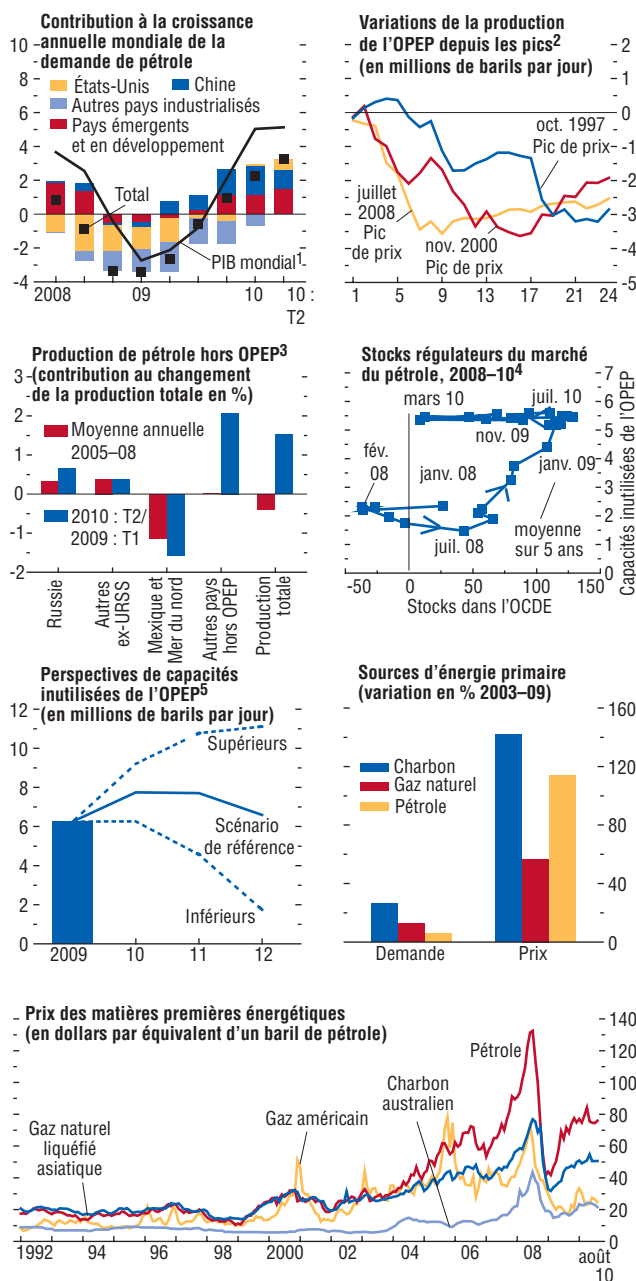 Contribution à la croissance
annuelle mondiale de la
demande de pétrole
États-Unis
Chine
Autres pays industrialisés
Pays émergents
et en développement
Total
PIB mondial1
10
8
6
4
2
0
-2
-4
-6
2008
09
10
10 :
T2
Variations de la production
de l'OPEP depuis les pics2
(en millions de barils par jour)
oct. 1997
Pic de prix
juillet
2008
Pic
de prix
nov. 2000
Pic de prix
2
1
0
-1
-2
-3
-4
-5
1
5
9
13
17
21
24
Production de pétrole hors OPEP3
(contribution au changement
de la production totale en %)
Moyenne annuelle
2005–08
2010 : T2/
2009 : T1
3
2
1
0
-1
-2
Russie
Autres
ex-URSS
Mexique et
Mer du nord
Autres pays
hors OPEP
Production
totale
Stocks régulateurs du marché
du pétrole, 2008–104
mars 10
juil. 10
nov. 09
fév.
08
janv. 08
janv. 09
juil. 08
moyenne
sur 5 ans
7
6
5
4
3
2
1
0
Capacités inutilisées de l'OPEP
-50
0
50
100
150
Stocks dans l'OCDE
Perspectives de capacités
inutilisées de l'OPEP5
(en millions de barils par jour)
Supérieurs
Scénario
de référence
Inférieurs
12
10
8
6
4
2
0
2009
10
11
12
Sources d'énergie primaire
(variation en % 2003–09)
Charbon
Gaz naturel
Pétrole
160
120
80
40
0
Demande
Prix
Prix des matières premières énergétiques
(en dollars par équivalent d'un baril de pétrole)
Pétrole
Charbon
australien
Gaz américain
Gaz naturel
liquéfié
asiatique
140
120
100
80
60
40
20
0
1992
94
96
98
2000
02
04
06
08
août
10